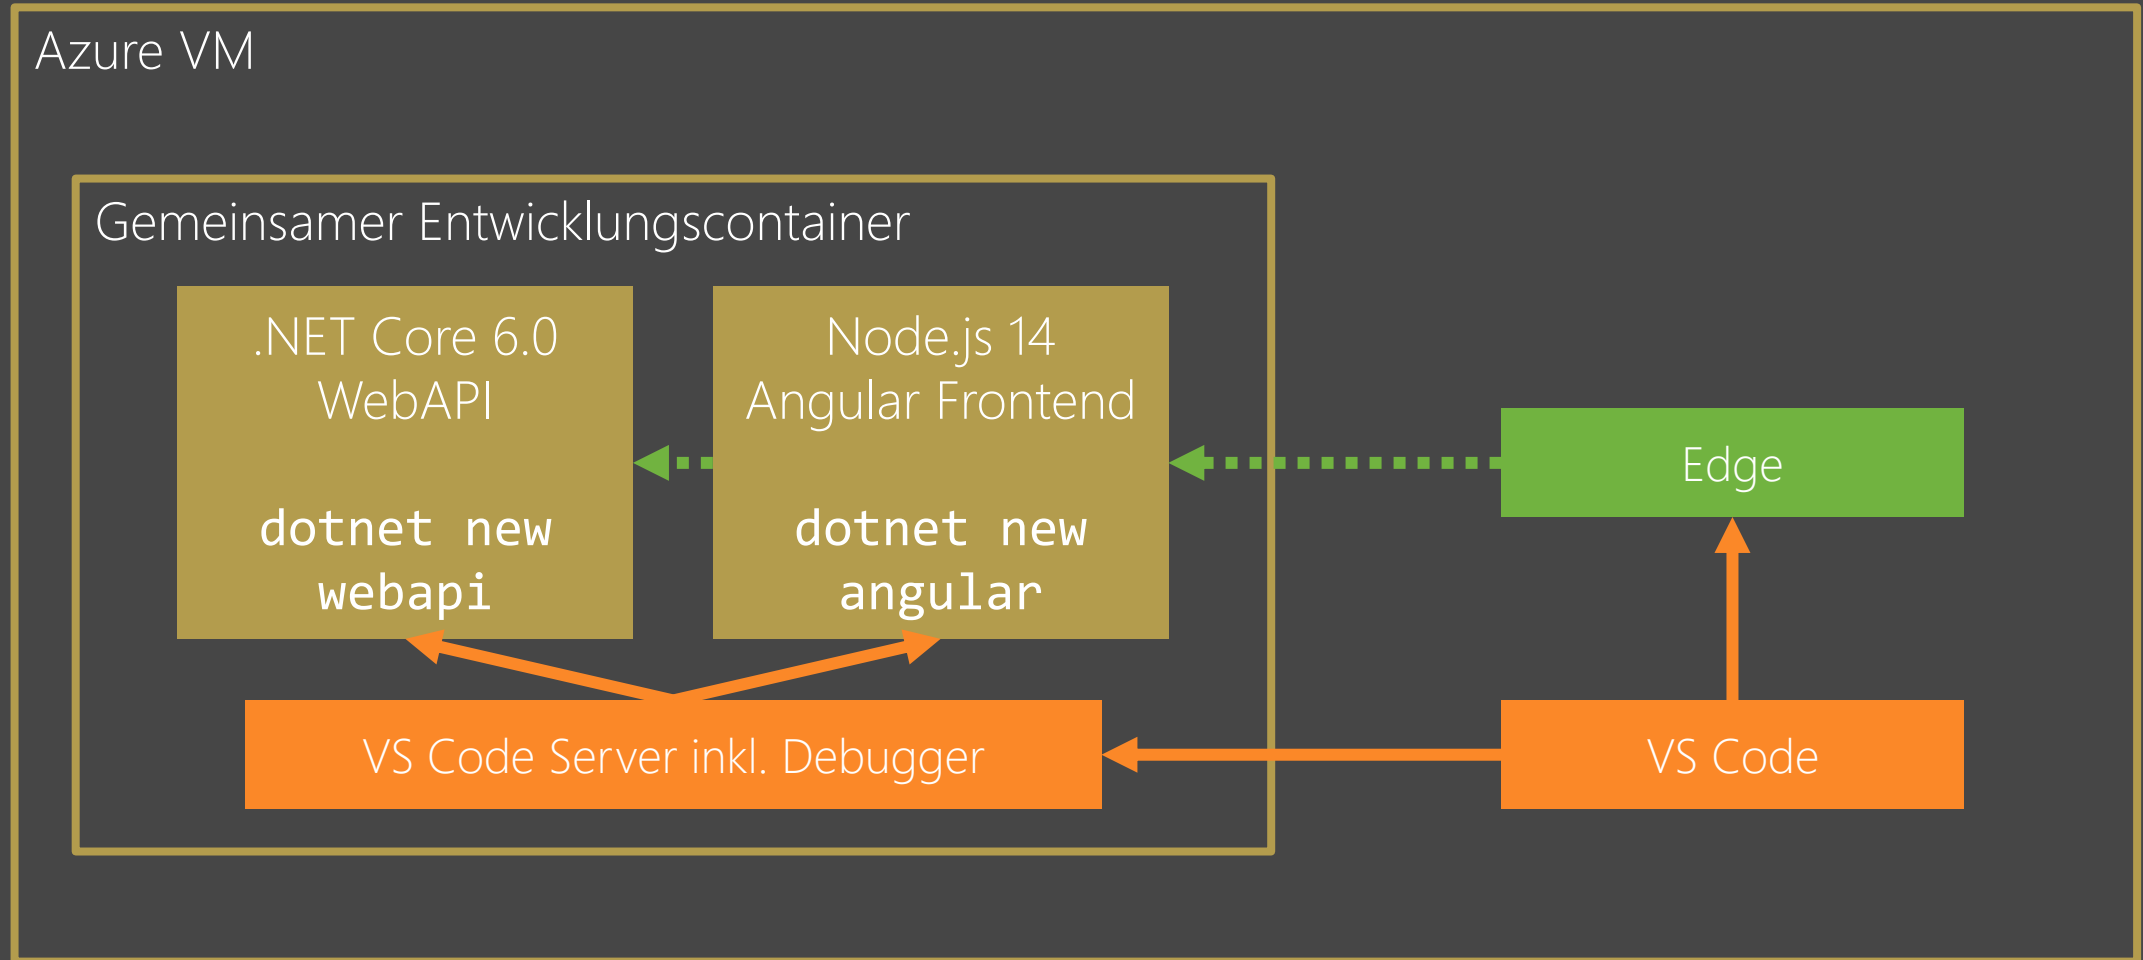 Azure VM
Gemeinsamer Entwicklungscontainer
.NET Core 6.0
WebAPI
dotnet new
webapi
Node.js 14
Angular Frontend
dotnet new
angular
Edge
VS Code Server inkl. Debugger
VS Code